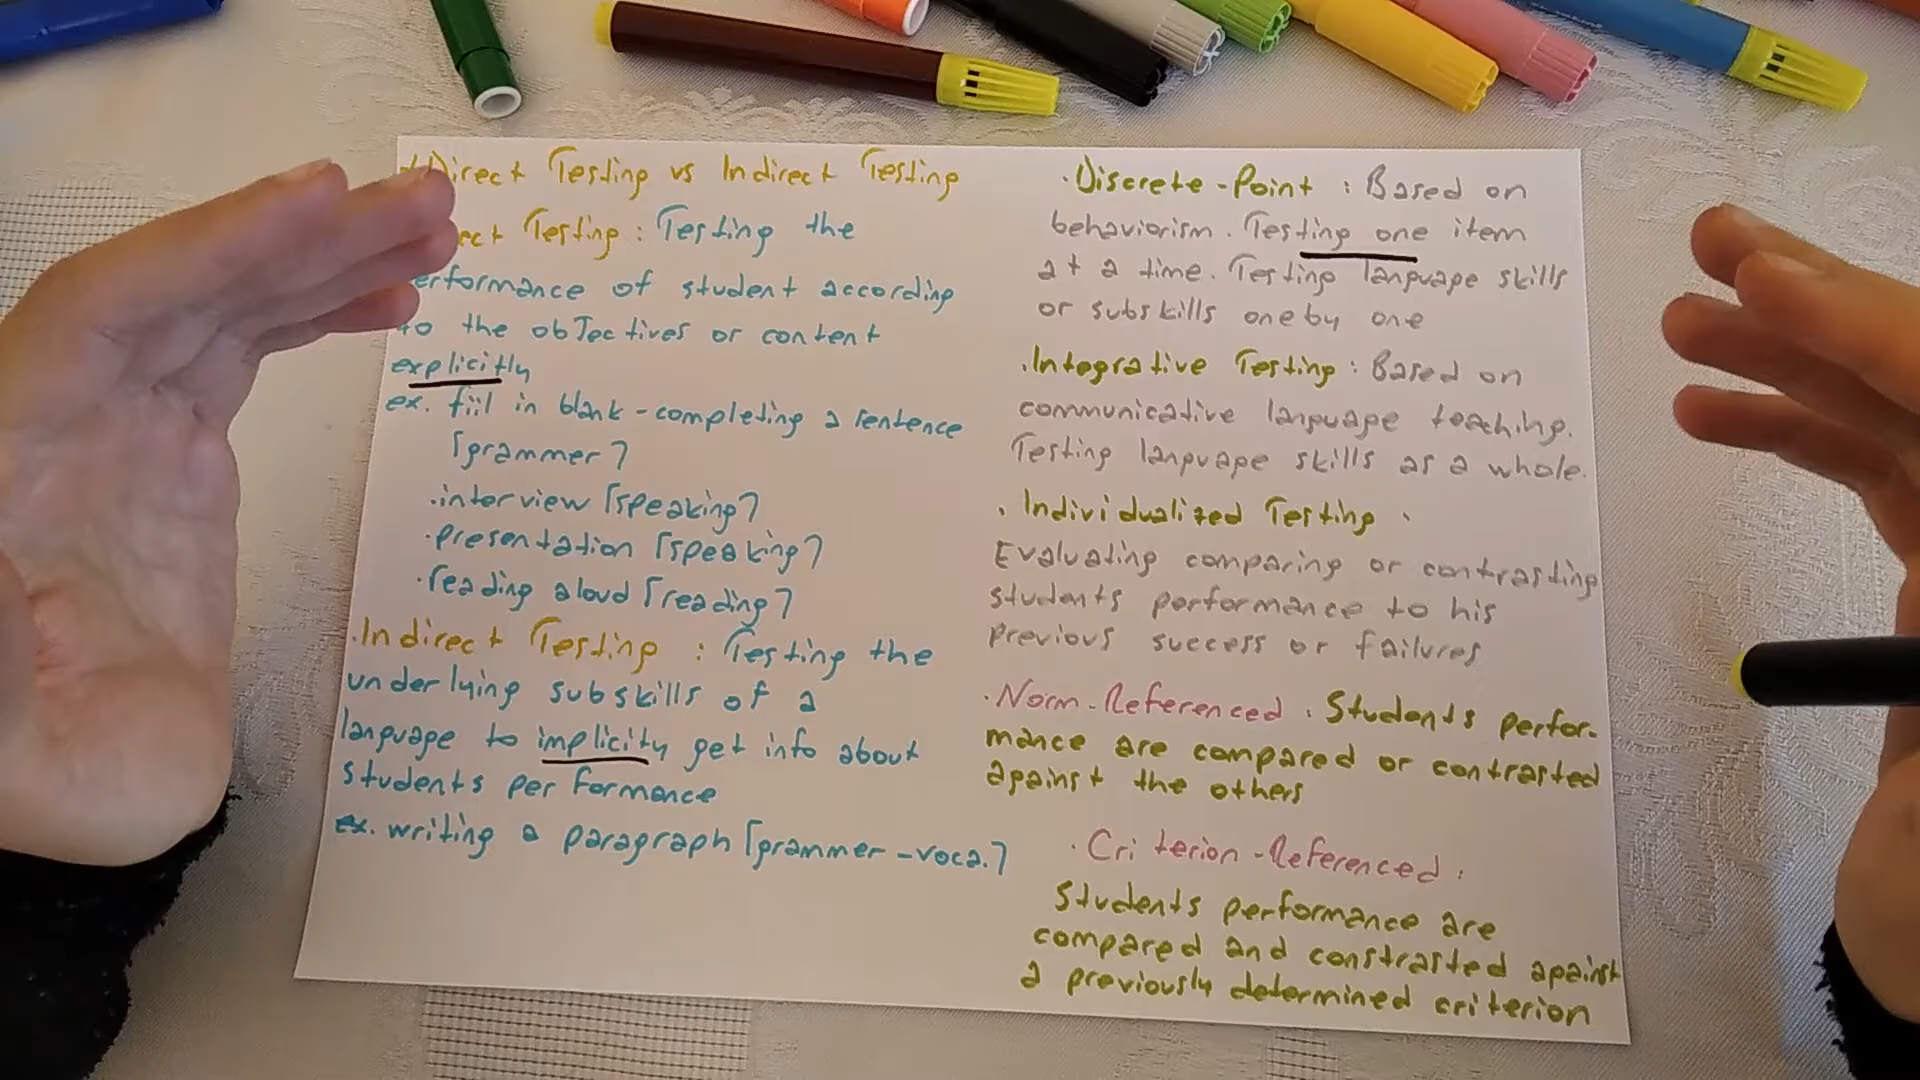 Direct Testing vs Indirect Testing
ect Testing : Testing the
erformance of student according
to the objectives or content
explicitly
ex. fiil in blank - completing a sentence
[grammer]
. interview [speaking]
. presentation [speaking]
. reading aloud [reading]
. Indirect Testing : Testing the
underlying subskills of a
language to implicity get info about
students performance
ex. writing a paragraph [grammer - voca.]
. Discrete - Point : Based on
behaviorism. Testing one item
at a time. Testing language skills
or subskills one by one
. Integrative Testing : Based on
communicative language teaching.
Testing language skills as a whole.
. Individualized Testing .
Evaluating comparing or contrasting
students performance to his
previous success or failures
. Norm - Referenced : Students perfor-
mance are compared or contrasted
against the others
. Criterion - Referenced :
Students performance are
compared and constrasted against
a previously determined criterion